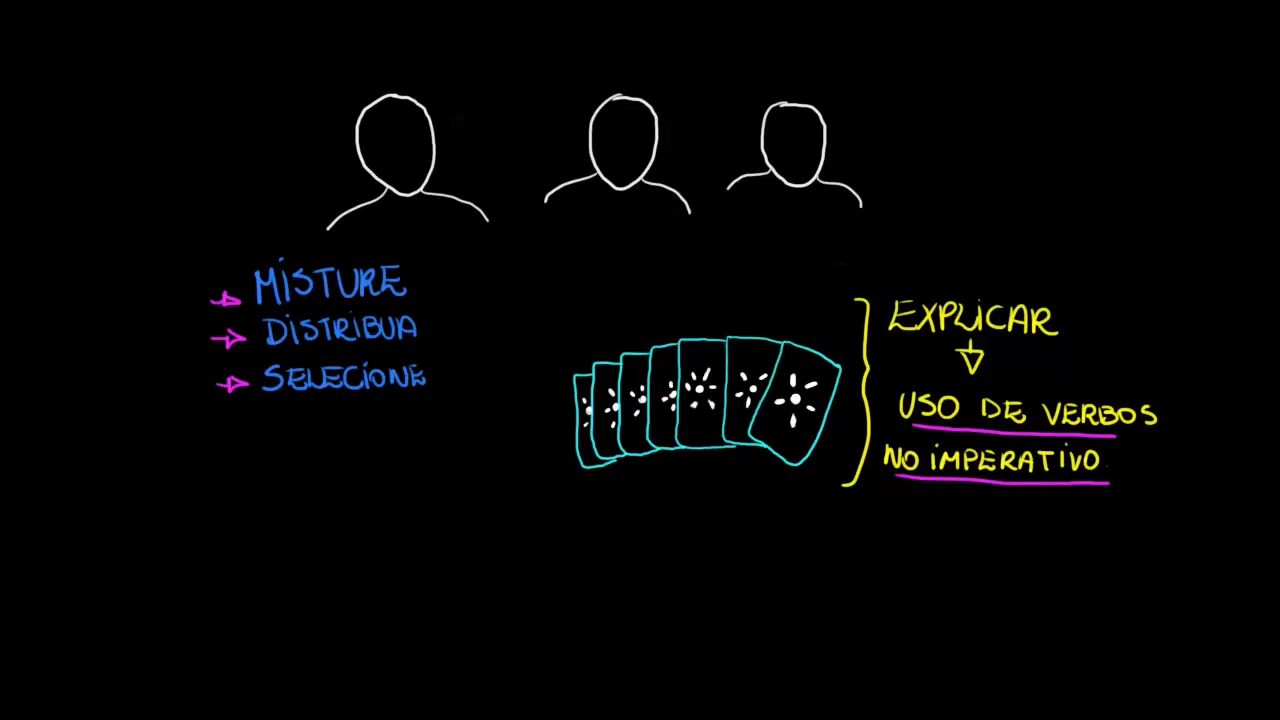 MISTURE
DISTRIBUA
SELECIONE
EXPLICAR
USO DE VERBOS
NO IMPERATIVO